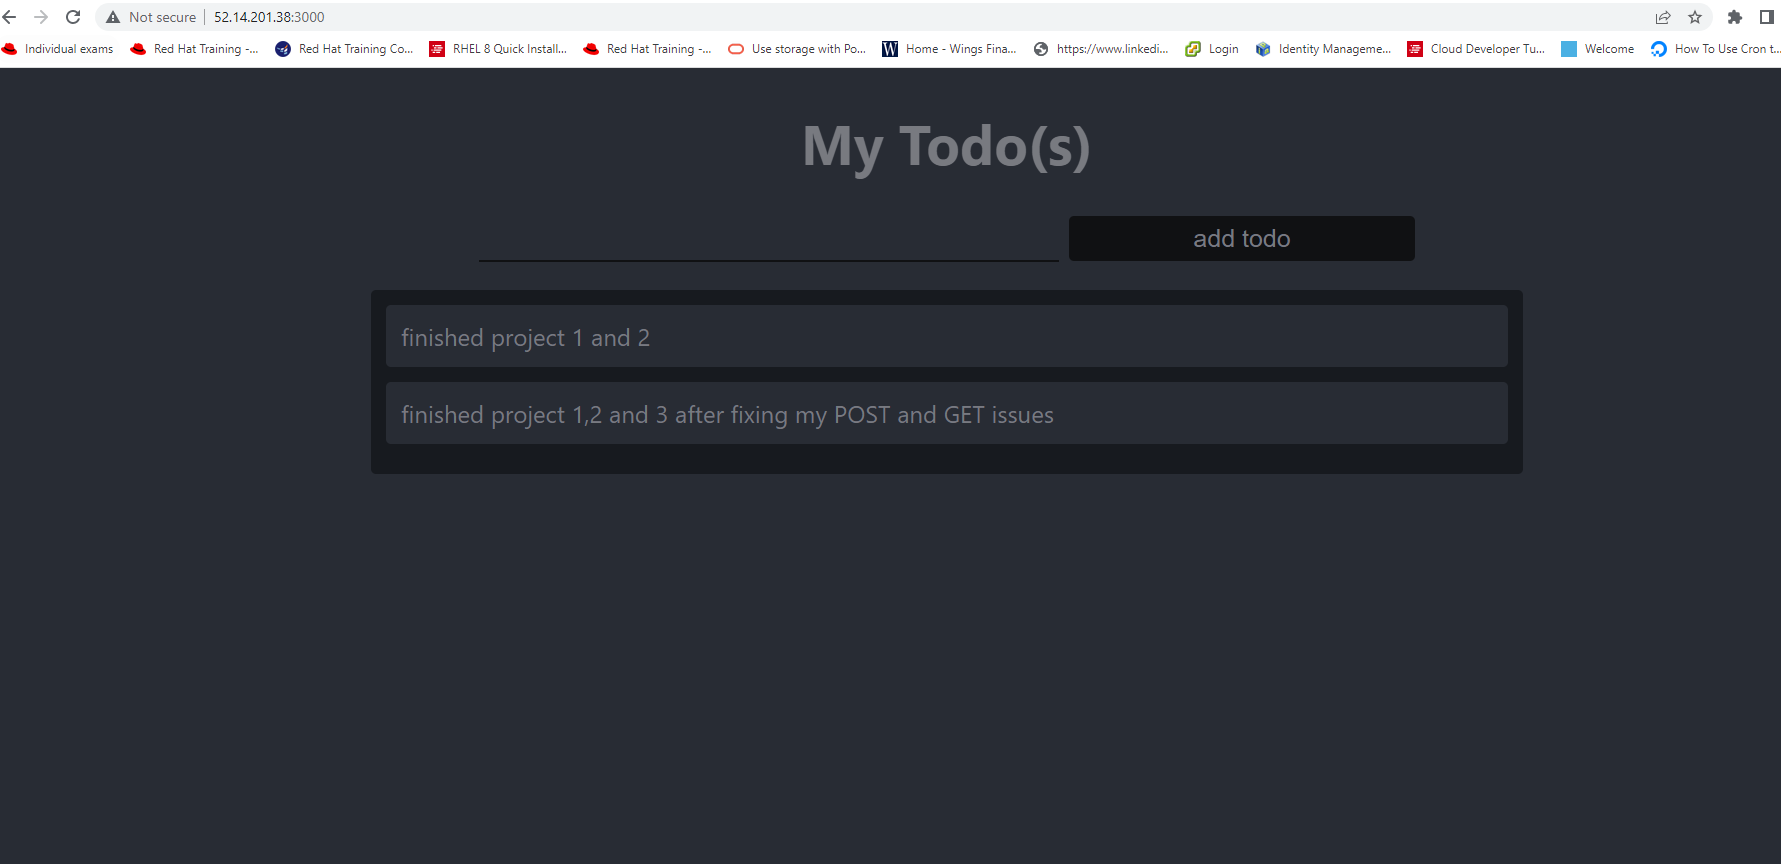 Not secure | 52.14.201.38:3000
Individual exams Red Hat Training -... Red Hat Training Co... RHEL 8 Quick Install... Red Hat Training -... Use storage with Po... W Home - Wings Fina... https://www.linkedi... Login Identity Manageme... Cloud Developer Tu... Welcome How To Use Cron t...
My Todo(s)
add todo
finished project 1 and 2
finished project 1,2 and 3 after fixing my POST and GET issues